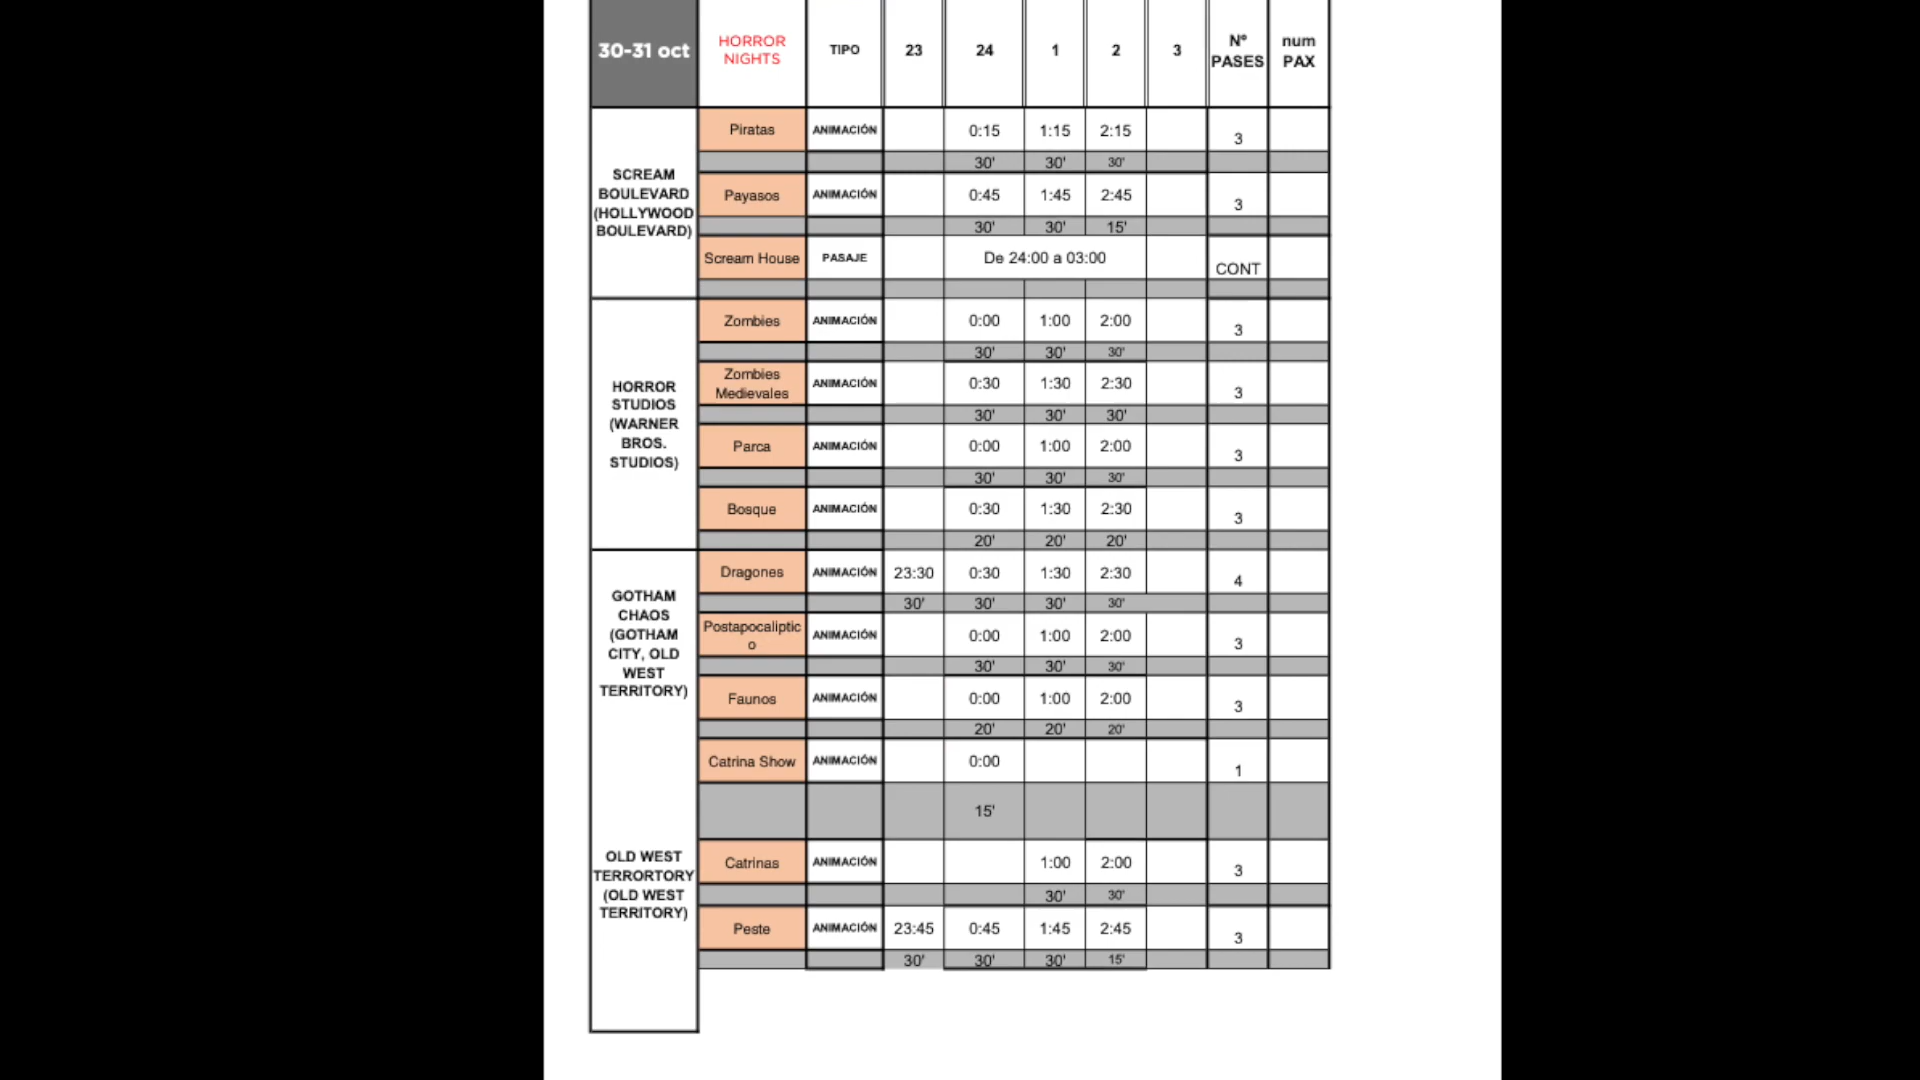 30-31 oct HORROR NIGHTS TIPO 23 24 1 2 3 Nº PASES num PAX
SCREAM BOULEVARD (HOLLYWOOD BOULEVARD)
Piratas ANIMACIÓN 0:15 1:15 2:15 3
30' 30' 30'
Payasos ANIMACIÓN 0:45 1:45 2:45 3
30' 30' 15'
Scream House PASAJE De 24:00 a 03:00 CONT
HORROR STUDIOS (WARNER BROS. STUDIOS)
Zombies ANIMACIÓN 0:00 1:00 2:00 3
30' 30' 30'
Zombies Medievales ANIMACIÓN 0:30 1:30 2:30 3
30' 30' 30'
Parca ANIMACIÓN 0:00 1:00 2:00 3
30' 30' 30'
Bosque ANIMACIÓN 0:30 1:30 2:30 3
20' 20' 20'
GOTHAM CHAOS (GOTHAM CITY, OLD WEST TERRITORY)
Dragones ANIMACIÓN 23:30 0:30 1:30 2:30 4
30' 30' 30' 30'
Postapocaliptico ANIMACIÓN 0:00 1:00 2:00 3
30' 30' 30'
Faunos ANIMACIÓN 0:00 1:00 2:00 3
20' 20' 20'
Catrina Show ANIMACIÓN 0:00 1
15'
OLD WEST TERRORTORY (OLD WEST TERRITORY)
Catrinas ANIMACIÓN 1:00 2:00 3
30' 30'
Peste ANIMACIÓN 23:45 0:45 1:45 2:45 3
30' 30' 30' 15'